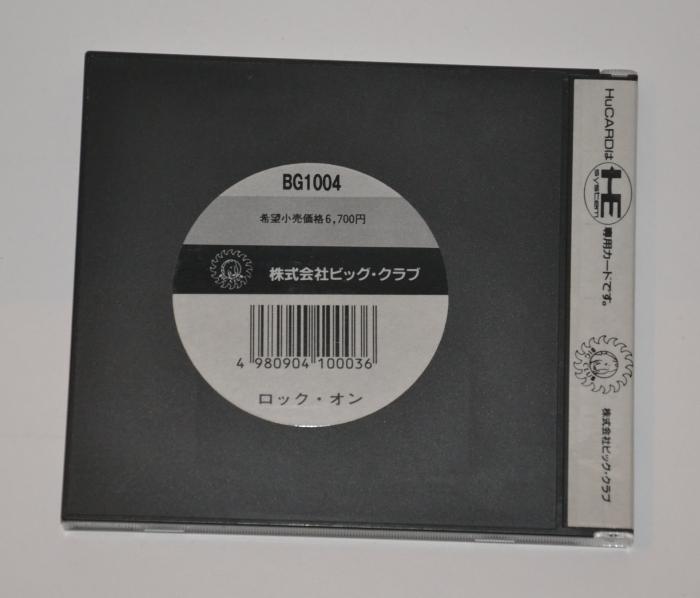 BG1004
希望小売価格6,700円
株式会社ビッグ・クラブ
4 980904 100036
ロック・オン
HuCARDは HE system 専用カードです。
株式会社ビッグ・クラブ